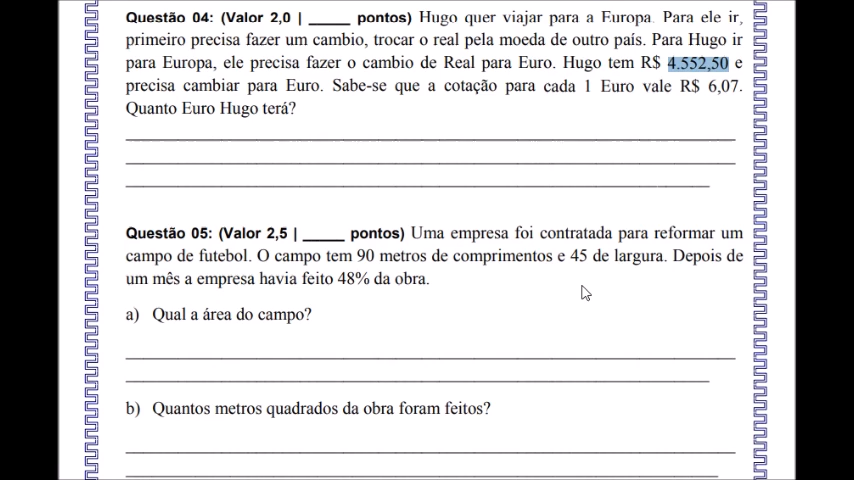 Questão 04: (Valor 2,0 | _____ pontos) Hugo quer viajar para a Europa. Para ele ir,
primeiro precisa fazer um cambio, trocar o real pela moeda de outro país. Para Hugo ir
para Europa, ele precisa fazer o cambio de Real para Euro. Hugo tem R$ 4.552,50 e
precisa cambiar para Euro. Sabe-se que a cotação para cada 1 Euro vale R$ 6,07.
Quanto Euro Hugo terá?
Questão 05: (Valor 2,5 | _____ pontos) Uma empresa foi contratada para reformar um
campo de futebol. O campo tem 90 metros de comprimentos e 45 de largura. Depois de
um mês a empresa havia feito 48% da obra.
a) Qual a área do campo?
b) Quantos metros quadrados da obra foram feitos?